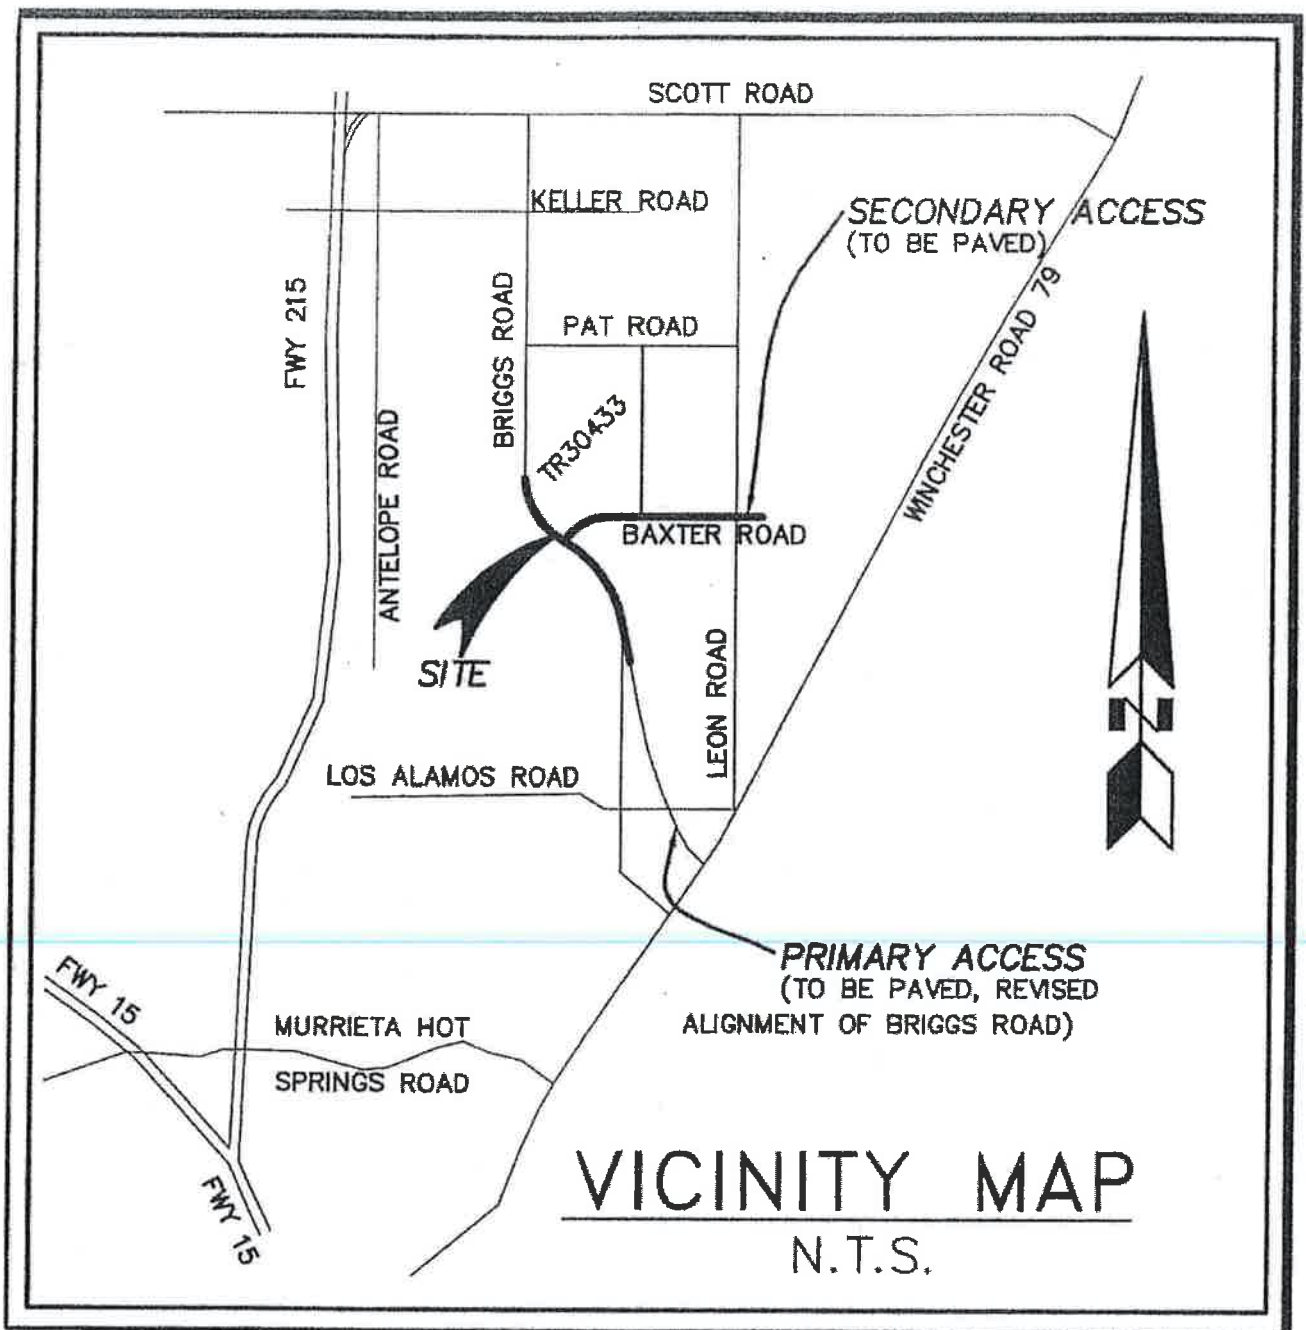 SCOTT ROAD
KELLER ROAD
SECONDARY ACCESS
(TO BE PAVED)
FWY 215
BRIGGS ROAD
PAT ROAD
WINCHESTER ROAD 79
ANTELOPE ROAD
TR30433
BAXTER ROAD
SITE
LEON ROAD
N
LOS ALAMOS ROAD
PRIMARY ACCESS
(TO BE PAVED, REVISED
ALIGNMENT OF BRIGGS ROAD)
FWY 15
MURRIETA HOT
SPRINGS ROAD
FWY 15
VICINITY MAP
N.T.S.